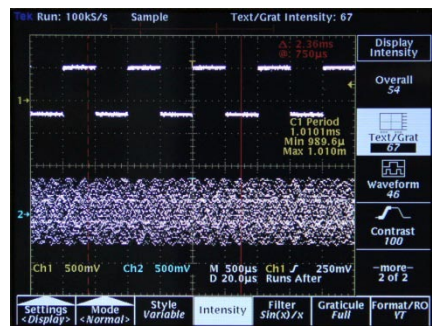 Tek Run: 100kS/s Sample Text/Grat Intensity: 67
Δ: 2.36ms
@: 750µs
Display
Intensity
Overall
54
1→
C1 Period
1.0101ms
Min 989.6µ
Max 1.010m
Text/Grat
67
Waveform
46
2→
Contrast
100
Ch1 500mV Ch2 500mV M 500µs Ch1 ʃ 250mV
D 20.0µs Runs After
-more-
2 of 2
Settings
<Display>
Mode
<Normal>
Style
Variable
Intensity
Filter
Sin(x)/x
Graticule
Full
Format/RO
YT